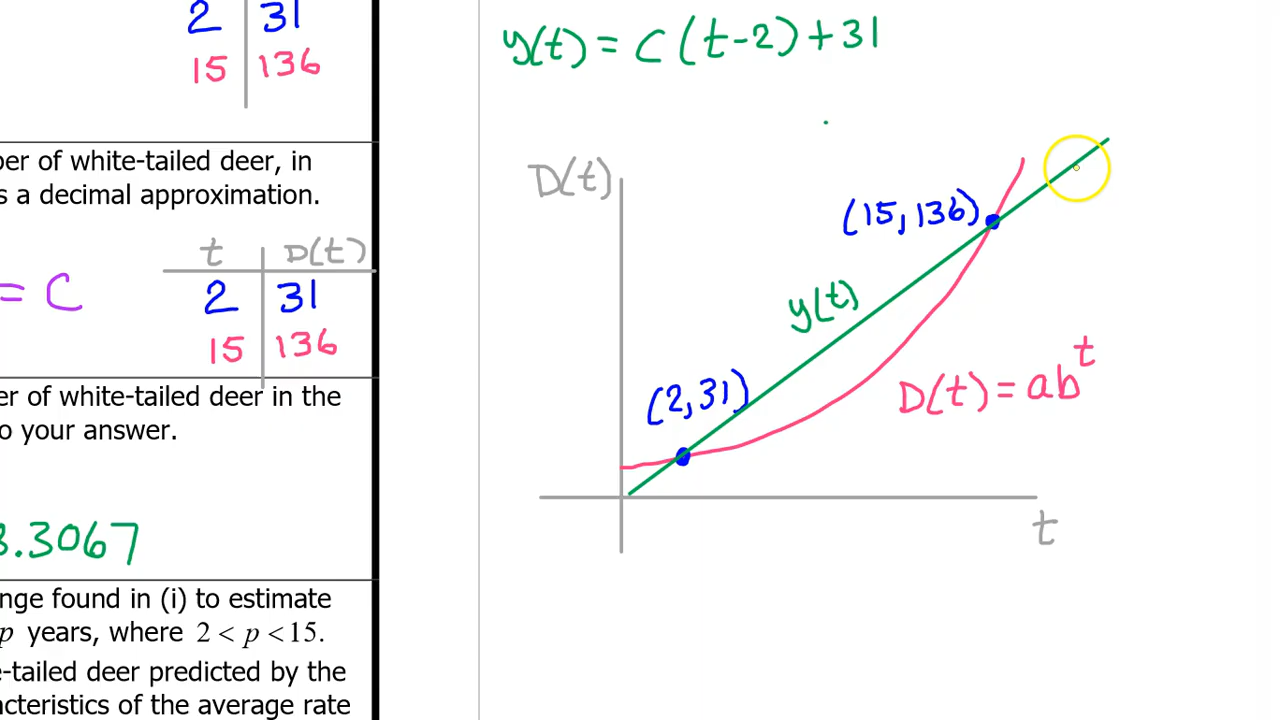 2 31
15 136
per of white-tailed deer, in
s a decimal approximation.
t D(t)
= C 2 31
15 136
er of white-tailed deer in the
o your answer.
8.3067
nge found in (i) to estimate
p years, where 2 < p < 15.
e-tailed deer predicted by the
acteristics of the average rate
y(t) = C(t-2)+31
D(t)
(15, 136)
y(t)
(2, 31)
D(t) = ab^t
t